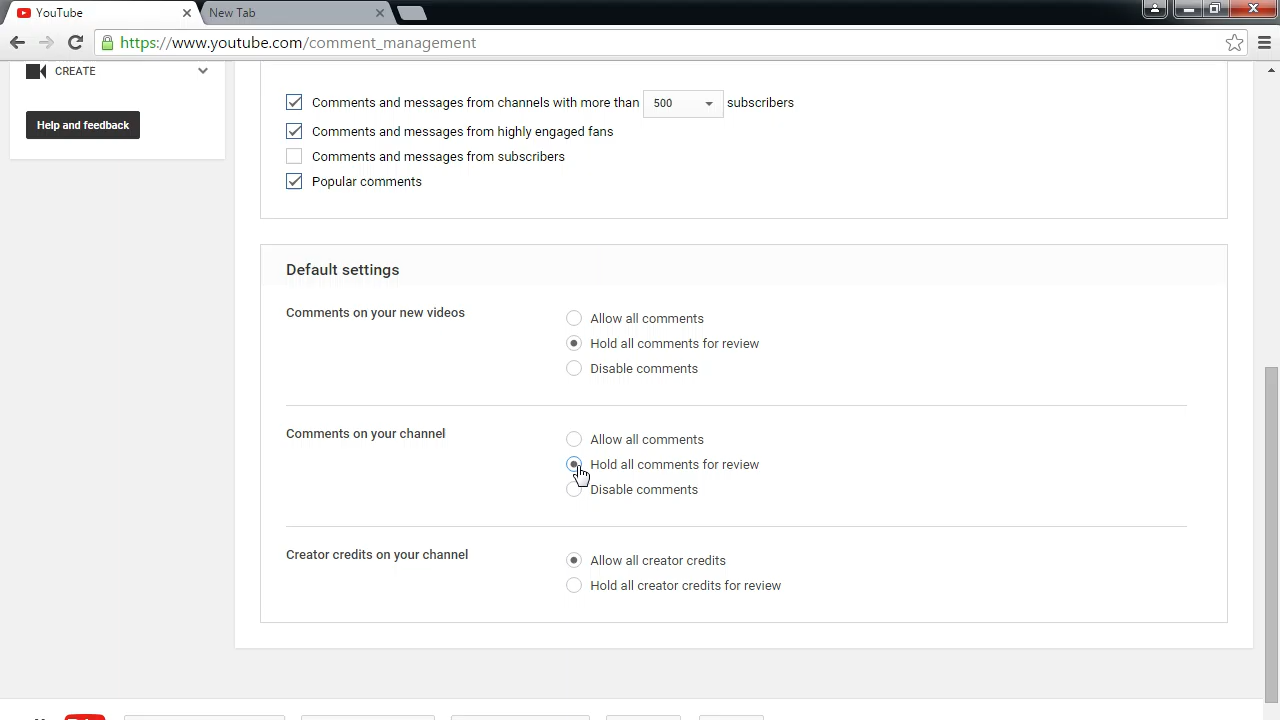 YouTube
New Tab
https://www.youtube.com/comment_management
CREATE
Help and feedback
Comments and messages from channels with more than 500 subscribers
Comments and messages from highly engaged fans
Comments and messages from subscribers
Popular comments
Default settings
Comments on your new videos
Allow all comments
Hold all comments for review
Disable comments
Comments on your channel
Allow all comments
Hold all comments for review
Disable comments
Creator credits on your channel
Allow all creator credits
Hold all creator credits for review